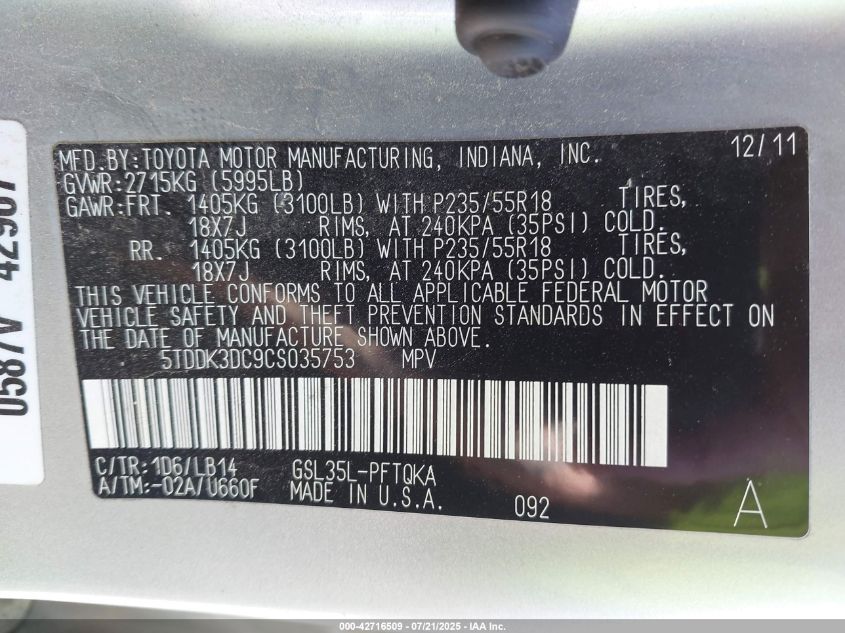 MFD. BY: TOYOTA MOTOR MANUFACTURING, INDIANA, INC. 12/11
GVWR: 2715KG (5995LB)
GAWR: FRT. 1405KG (3100LB) WITH P235/55R18 TIRES,
18X7J RIMS, AT 240KPA (35PSI) COLD.
RR. 1405KG (3100LB) WITH P235/55R18 TIRES,
18X7J RIMS, AT 240KPA (35PSI) COLD.
THIS VEHICLE CONFORMS TO ALL APPLICABLE FEDERAL MOTOR
VEHICLE SAFETY AND THEFT PREVENTION STANDARDS IN EFFECT ON
THE DATE OF MANUFACTURE SHOWN ABOVE.
5TDDK3DC9CS035753 MPV
C/TR: 1D6/LB14 GSL35L-PFTQKA
A/TM: -02A/U660F MADE IN U.S.A. 092 A
0587V
000-42716509 - 07/21/2025 - IAA Inc.